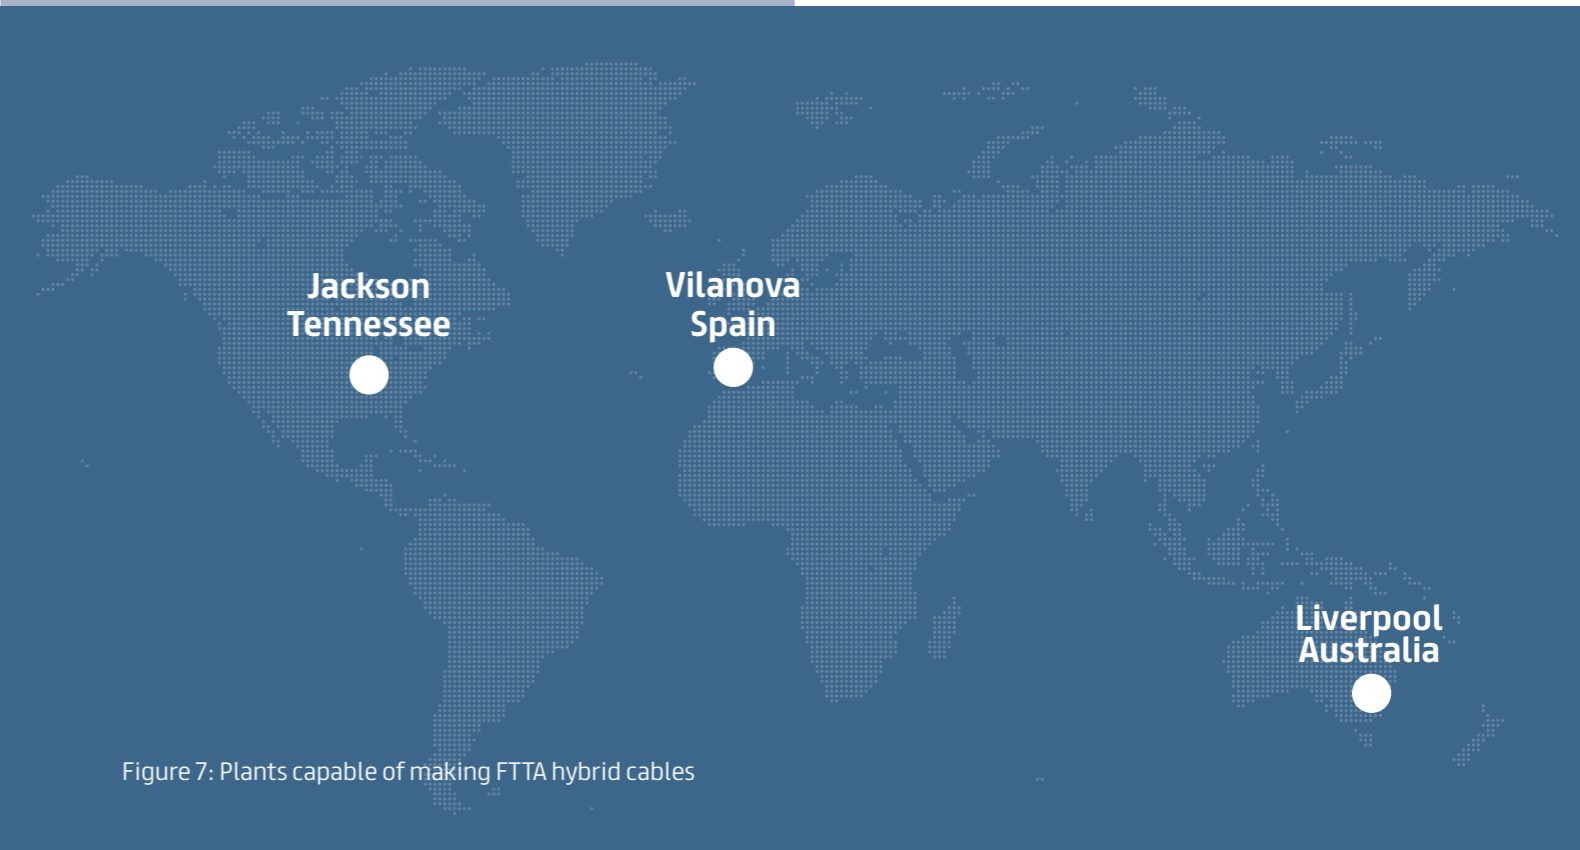 Jackson
Tennessee
Vilanova
Spain
Liverpool
Australia
Figure 7: Plants capable of making FTTA hybrid cables